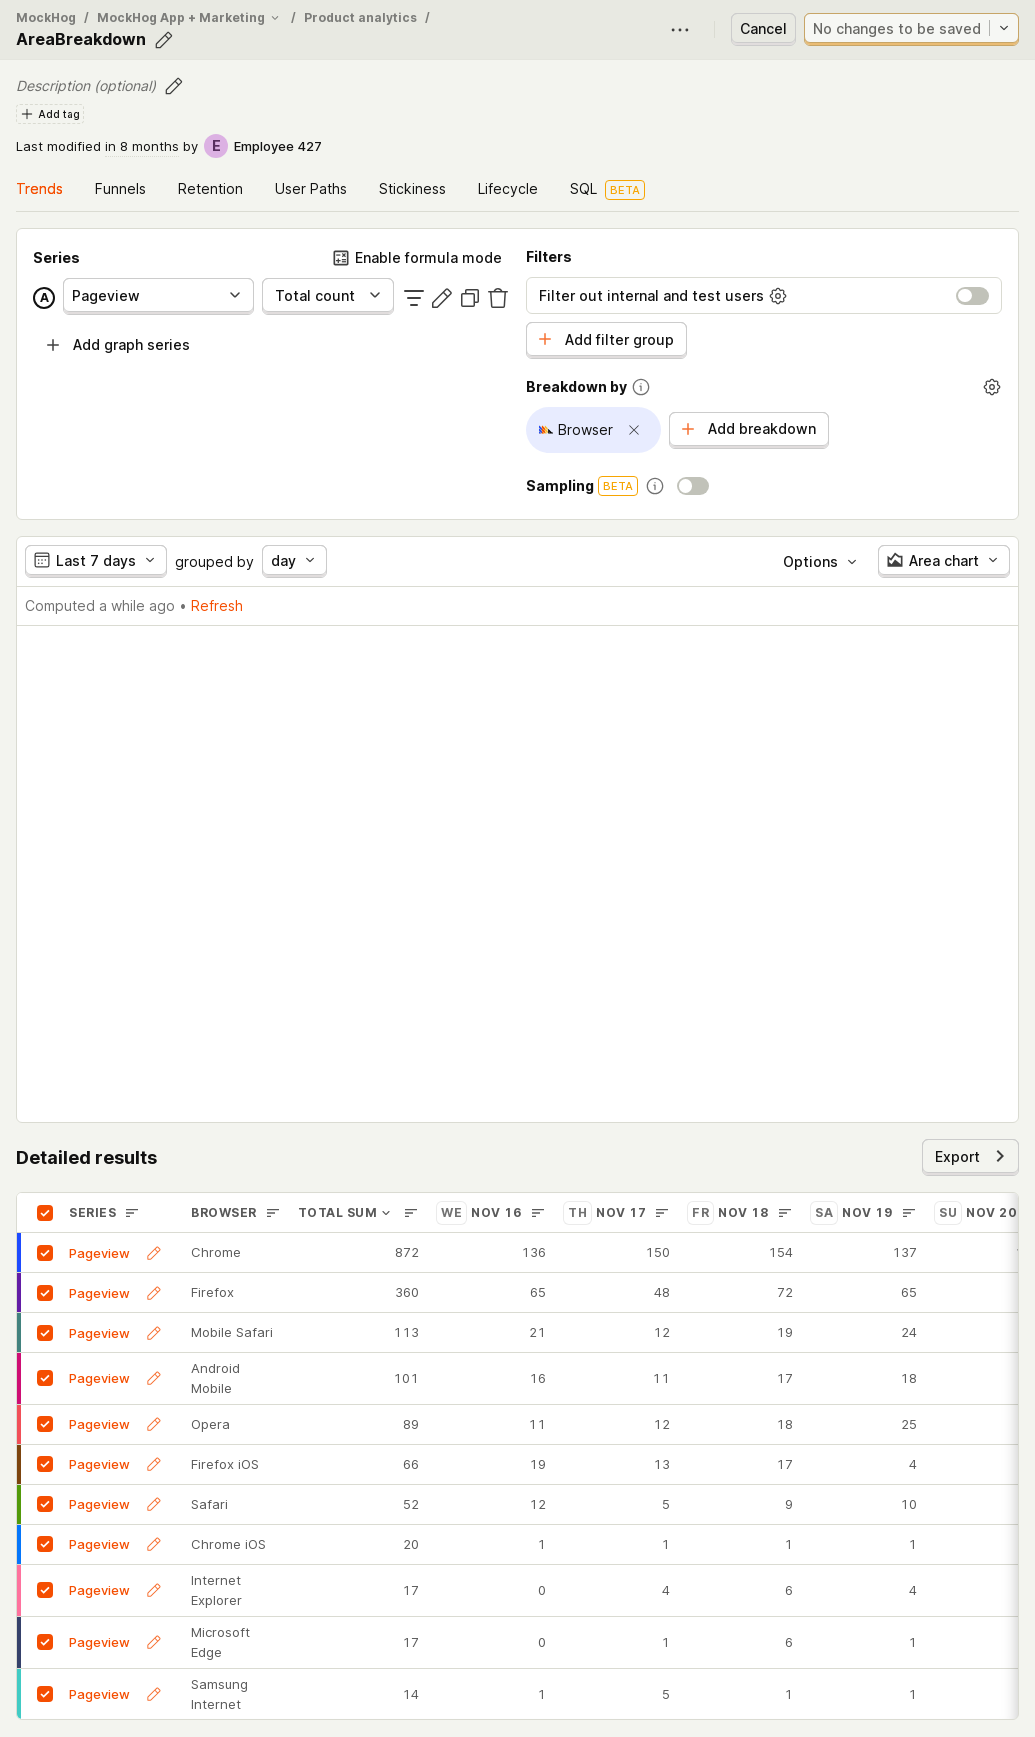 MockHog / MockHog App + Marketing / Product analytics /
AreaBreakdown
Cancel
No changes to be saved
Description (optional)
Add tag
Last modified in 8 months by E Employee 427
Trends Funnels Retention User Paths Stickiness Lifecycle SQL BETA
Series
Enable formula mode
A Pageview Total count
Add graph series
Filters
Filter out internal and test users
Add filter group
Breakdown by
Browser Add breakdown
Sampling BETA
Last 7 days grouped by day Options Area chart
Computed a while ago • Refresh
Detailed results Export
SERIES BROWSER TOTAL SUM WE NOV 16 TH NOV 17 FR NOV 18 SA NOV 19 SU NOV 20
Pageview Chrome 872 136 150 154 137
Pageview Firefox 360 65 48 72 65
Pageview Mobile Safari 113 21 12 19 24
Pageview Android Mobile 101 16 11 17 18
Pageview Opera 89 11 12 18 25
Pageview Firefox iOS 66 19 13 17 4
Pageview Safari 52 12 5 9 10
Pageview Chrome iOS 20 1 1 1 1
Pageview Internet Explorer 17 0 4 6 4
Pageview Microsoft Edge 17 0 1 6 1
Pageview Samsung Internet 14 1 5 1 1